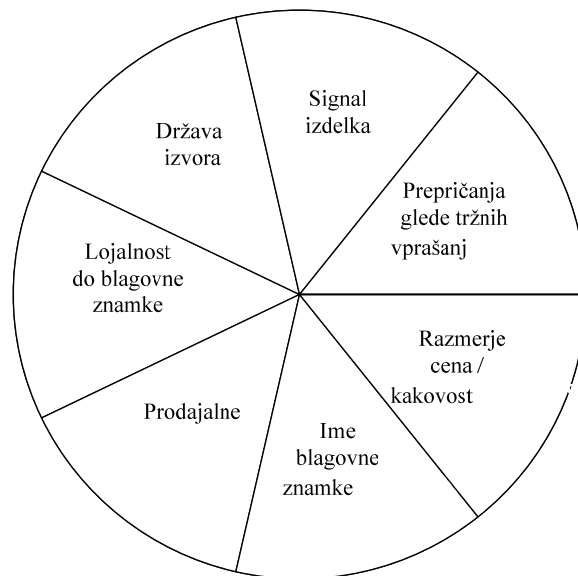 Signal
izdelka
Država
izvora
Prepričanja
glede tržnih
vprašanj
Lojalnost
do blagovne
znamke
Razmerje
cena /
kakovost
Prodajalne
Ime
blagovne
znamke